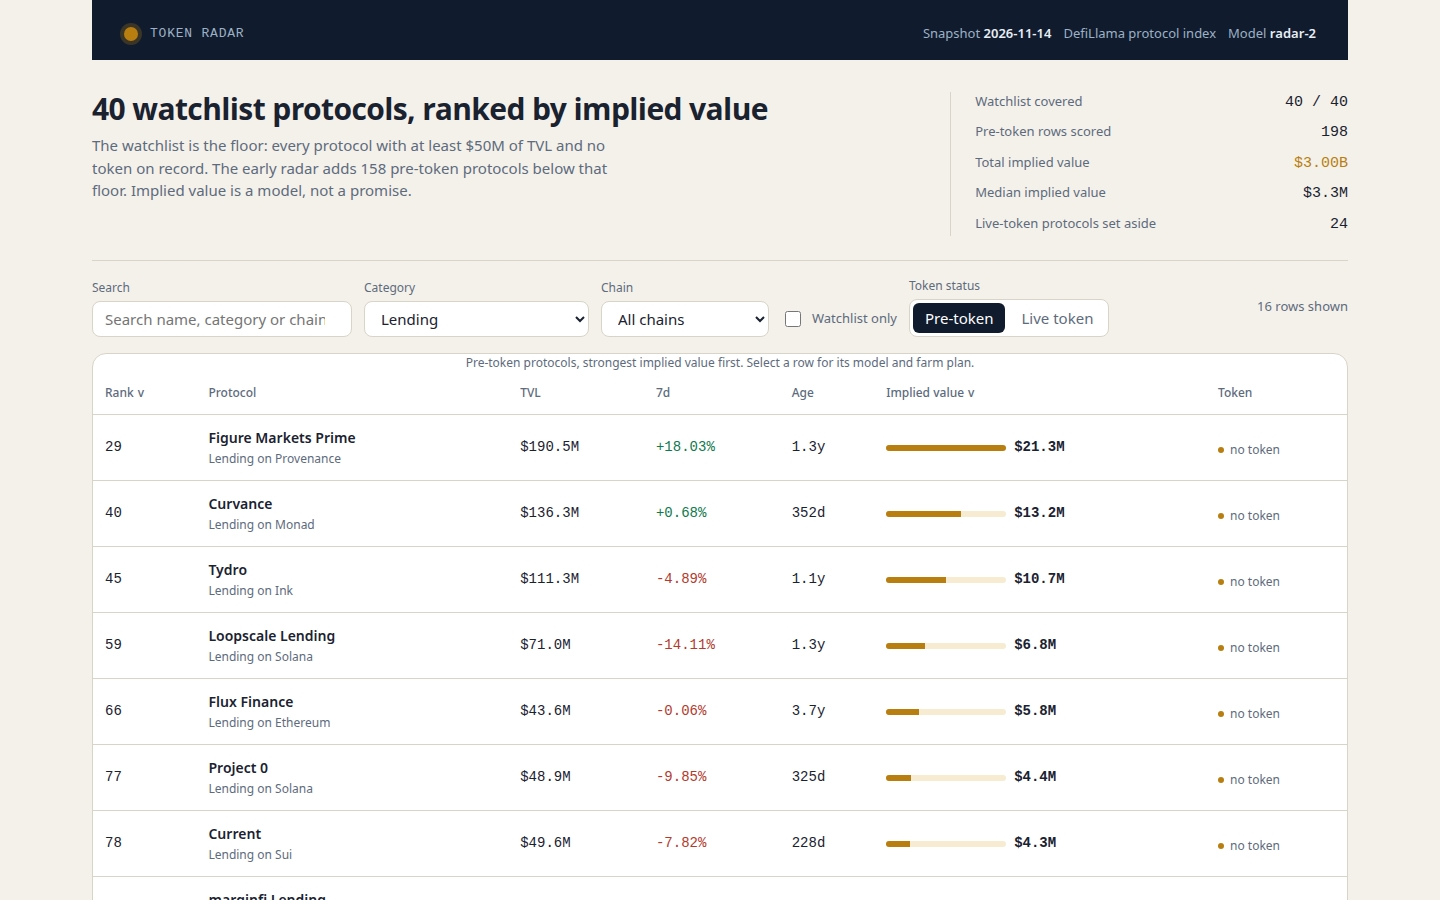 TOKEN RADAR
Snapshot 2026-11-14 DefiLlama protocol index Model radar-2
40 watchlist protocols, ranked by implied value
The watchlist is the floor: every protocol with at least $50M of TVL and no
token on record. The early radar adds 158 pre-token protocols below that
floor. Implied value is a model, not a promise.
Watchlist covered 40 / 40
Pre-token rows scored 198
Total implied value $3.00B
Median implied value $3.3M
Live-token protocols set aside 24
Search
Category
Chain
Token status
Search name, category or chain
Lending
All chains
Watchlist only
Pre-token
Live token
16 rows shown
Pre-token protocols, strongest implied value first. Select a row for its model and farm plan.
Rank v Protocol TVL 7d Age Implied value v Token
29 Figure Markets Prime $190.5M +18.03% 1.3y $21.3M no token
Lending on Provenance
40 Curvance $136.3M +0.68% 352d $13.2M no token
Lending on Monad
45 Tydro $111.3M -4.89% 1.1y $10.7M no token
Lending on Ink
59 Loopscale Lending $71.0M -14.11% 1.3y $6.8M no token
Lending on Solana
66 Flux Finance $43.6M -0.06% 3.7y $5.8M no token
Lending on Ethereum
77 Project 0 $48.9M -9.85% 325d $4.4M no token
Lending on Solana
78 Current $49.6M -7.82% 228d $4.3M no token
Lending on Sui
marginfi Lending